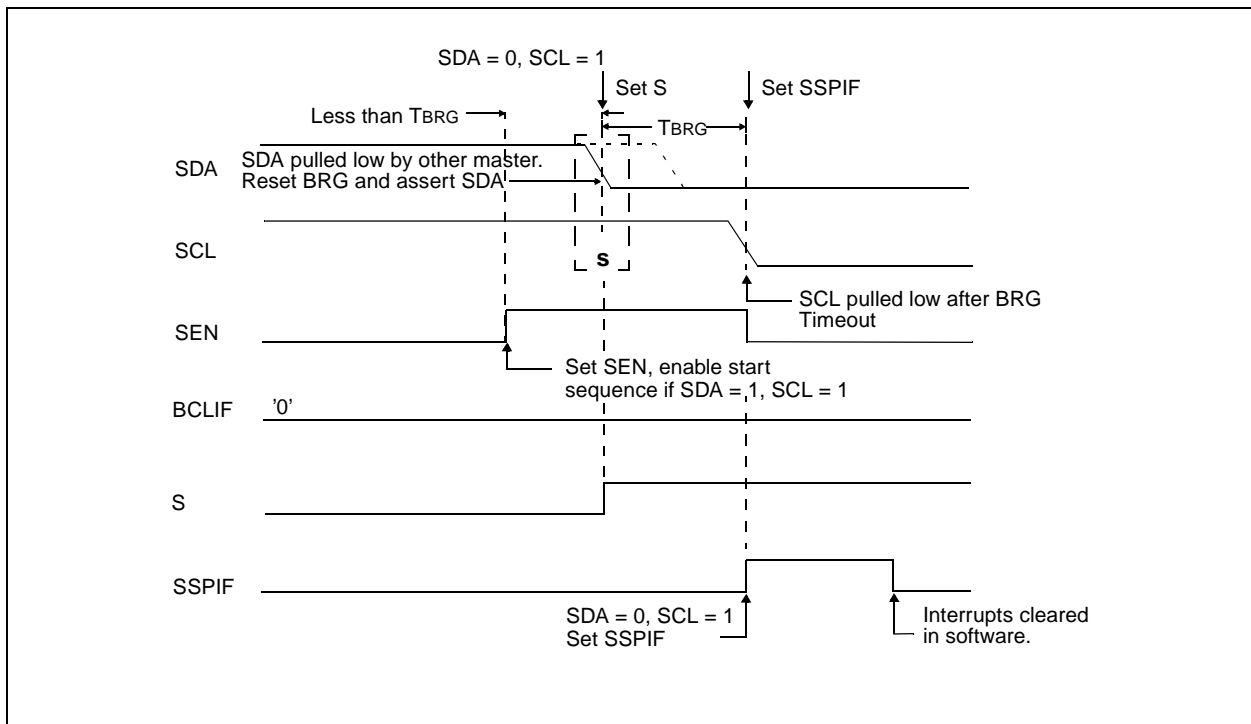 SDA = 0, SCL = 1
Set S
Set SSPIF
Less than TBRG
TBRG
SDA
SDA pulled low by other master.
Reset BRG and assert SDA
SCL
S
SCL pulled low after BRG
Timeout
SEN
Set SEN, enable start
sequence if SDA = 1, SCL = 1
BCLIF
'0'
S
SSPIF
SDA = 0, SCL = 1
Set SSPIF
Interrupts cleared
in software.